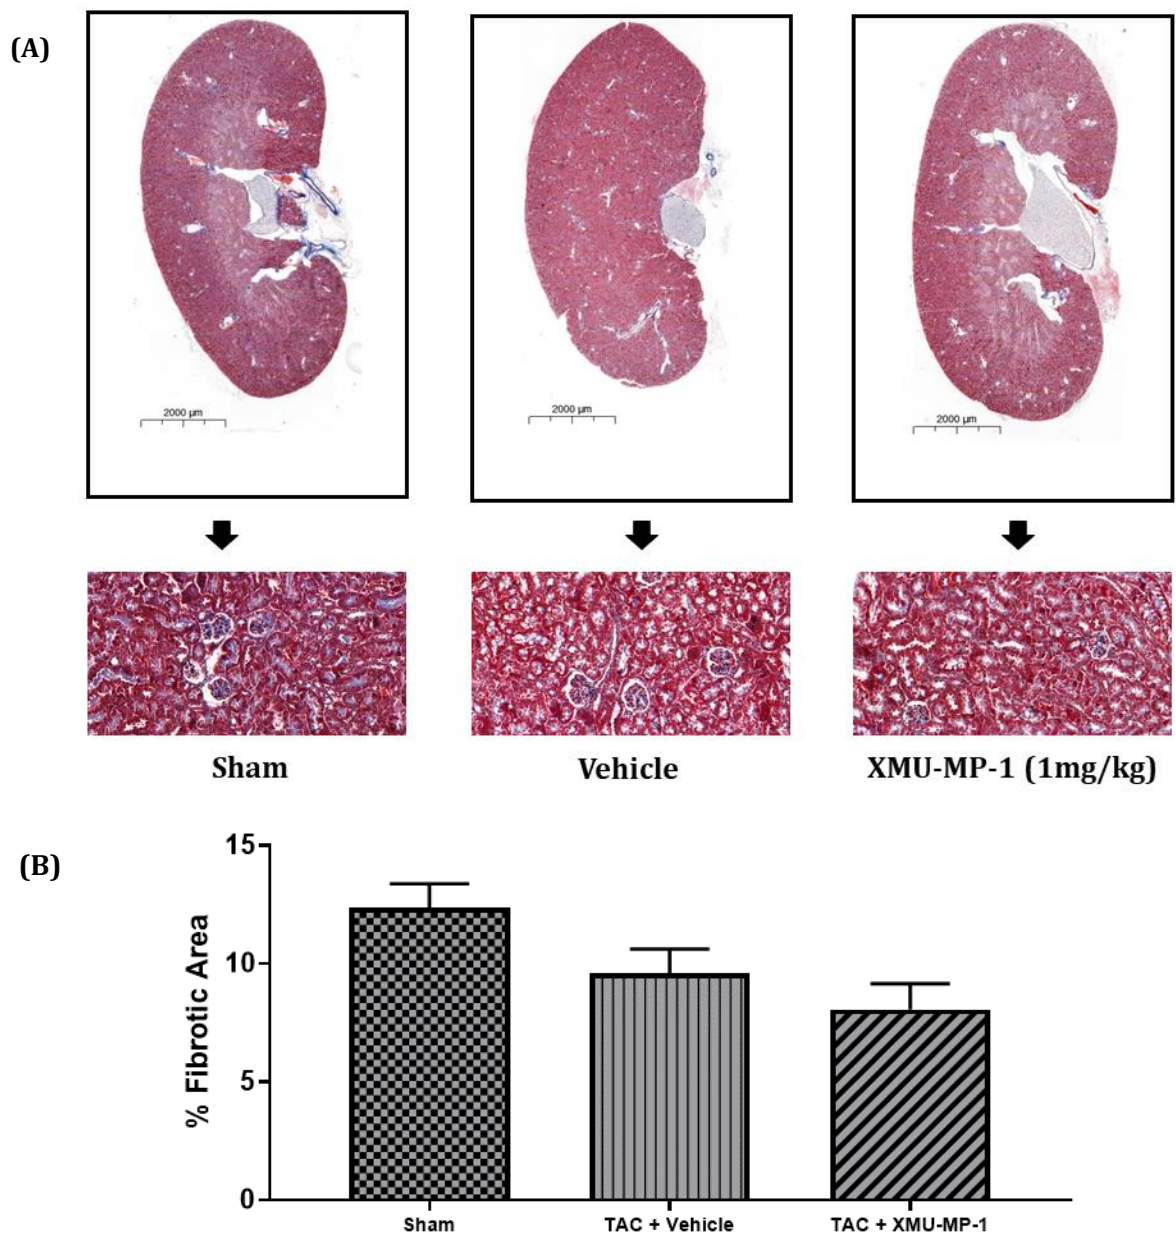 (A)
2000 µm
2000 µm
2000 µm
Sham
Vehicle
XMU-MP-1 (1mg/kg)
(B)
% Fibrotic Area
15
10
5
0
Sham
TAC + Vehicle
TAC + XMU-MP-1